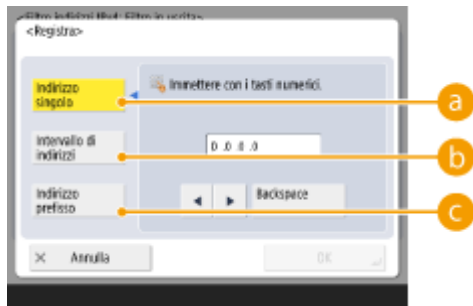 <Filtro indirizzi IPv4: Filtro in uscita>
<Registra>
Indirizzo
singolo
Immettere con i tasti numerici.
a
Intervallo di
indirizzi
0 .0 .0 .0
b
Indirizzo
prefisso
◀ ▶ Backspace
c
× Annulla
OK